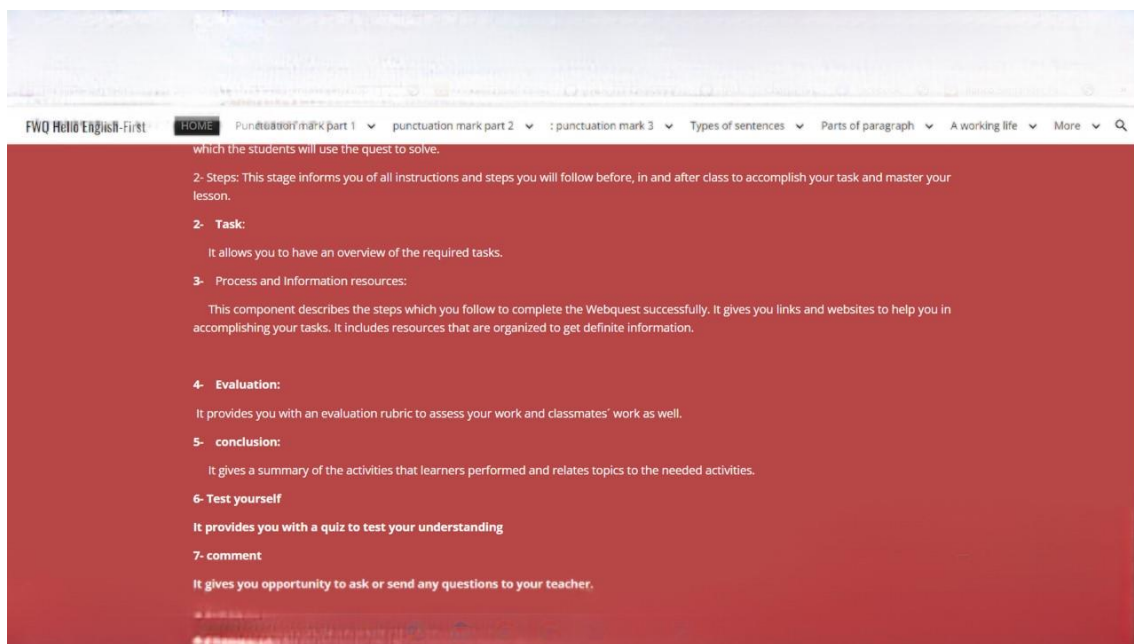 FWQ Hello English-First HOME Punctuation mark part 1 punctuation mark part 2 : punctuation mark 3 Types of sentences Parts of paragraph A working life More
which the students will use the quest to solve.
2- Steps: This stage informs you of all instructions and steps you will follow before, in and after class to accomplish your task and master your
lesson.
2- Task:
It allows you to have an overview of the required tasks.
3- Process and Information resources:
This component describes the steps which you follow to complete the Webquest successfully. It gives you links and websites to help you in
accomplishing your tasks. It includes resources that are organized to get definite information.
4- Evaluation:
It provides you with an evaluation rubric to assess your work and classmates´ work as well.
5- conclusion:
It gives a summary of the activities that learners performed and relates topics to the needed activities.
6- Test yourself
It provides you with a quiz to test your understanding
7- comment
It gives you opportunity to ask or send any questions to your teacher.